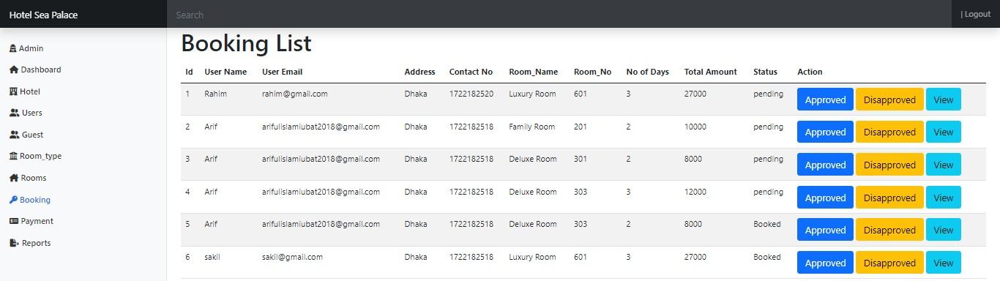 Hotel Sea Palace Search | Logout
Admin
Dashboard
Hotel
Users
Guest
Room_type
Rooms
Booking
Payment
Reports
Booking List
Id User Name User Email Address Contact No Room_Name Room_No No of Days Total Amount Status Action
1 Rahim rahim@gmail.com Dhaka 1722182520 Luxury Room 601 3 27000 pending Approved Disapproved View
2 Arif arifulislamiubat2018@gmail.com Dhaka 1722182518 Family Room 201 2 10000 pending Approved Disapproved View
3 Arif arifulislamiubat2018@gmail.com Dhaka 1722182518 Deluxe Room 301 2 8000 pending Approved Disapproved View
4 Arif arifulislamiubat2018@gmail.com Dhaka 1722182518 Deluxe Room 303 3 12000 pending Approved Disapproved View
5 Arif arifulislamiubat2018@gmail.com Dhaka 1722182518 Deluxe Room 303 2 8000 Booked Approved Disapproved View
6 sakil sakil@gmail.com Dhaka 1722182518 Luxury Room 601 3 27000 Booked Approved Disapproved View